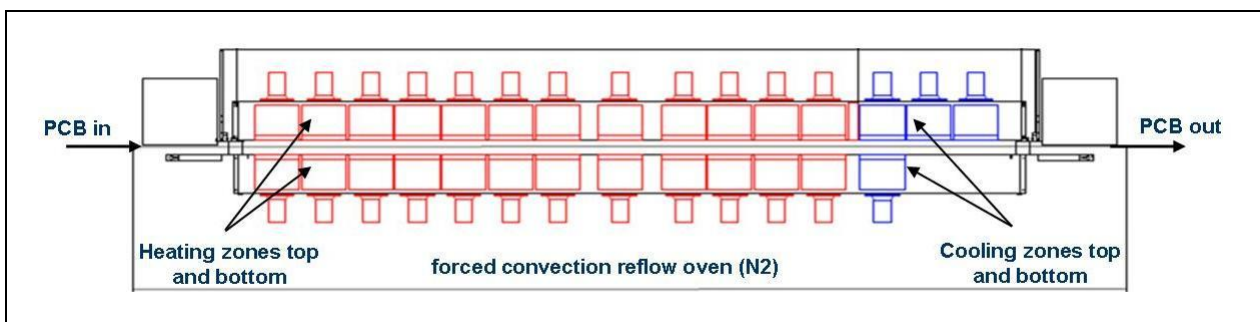 PCB in
PCB out
Heating zones top
and bottom
forced convection reflow oven (N2)
Cooling zones top
and bottom